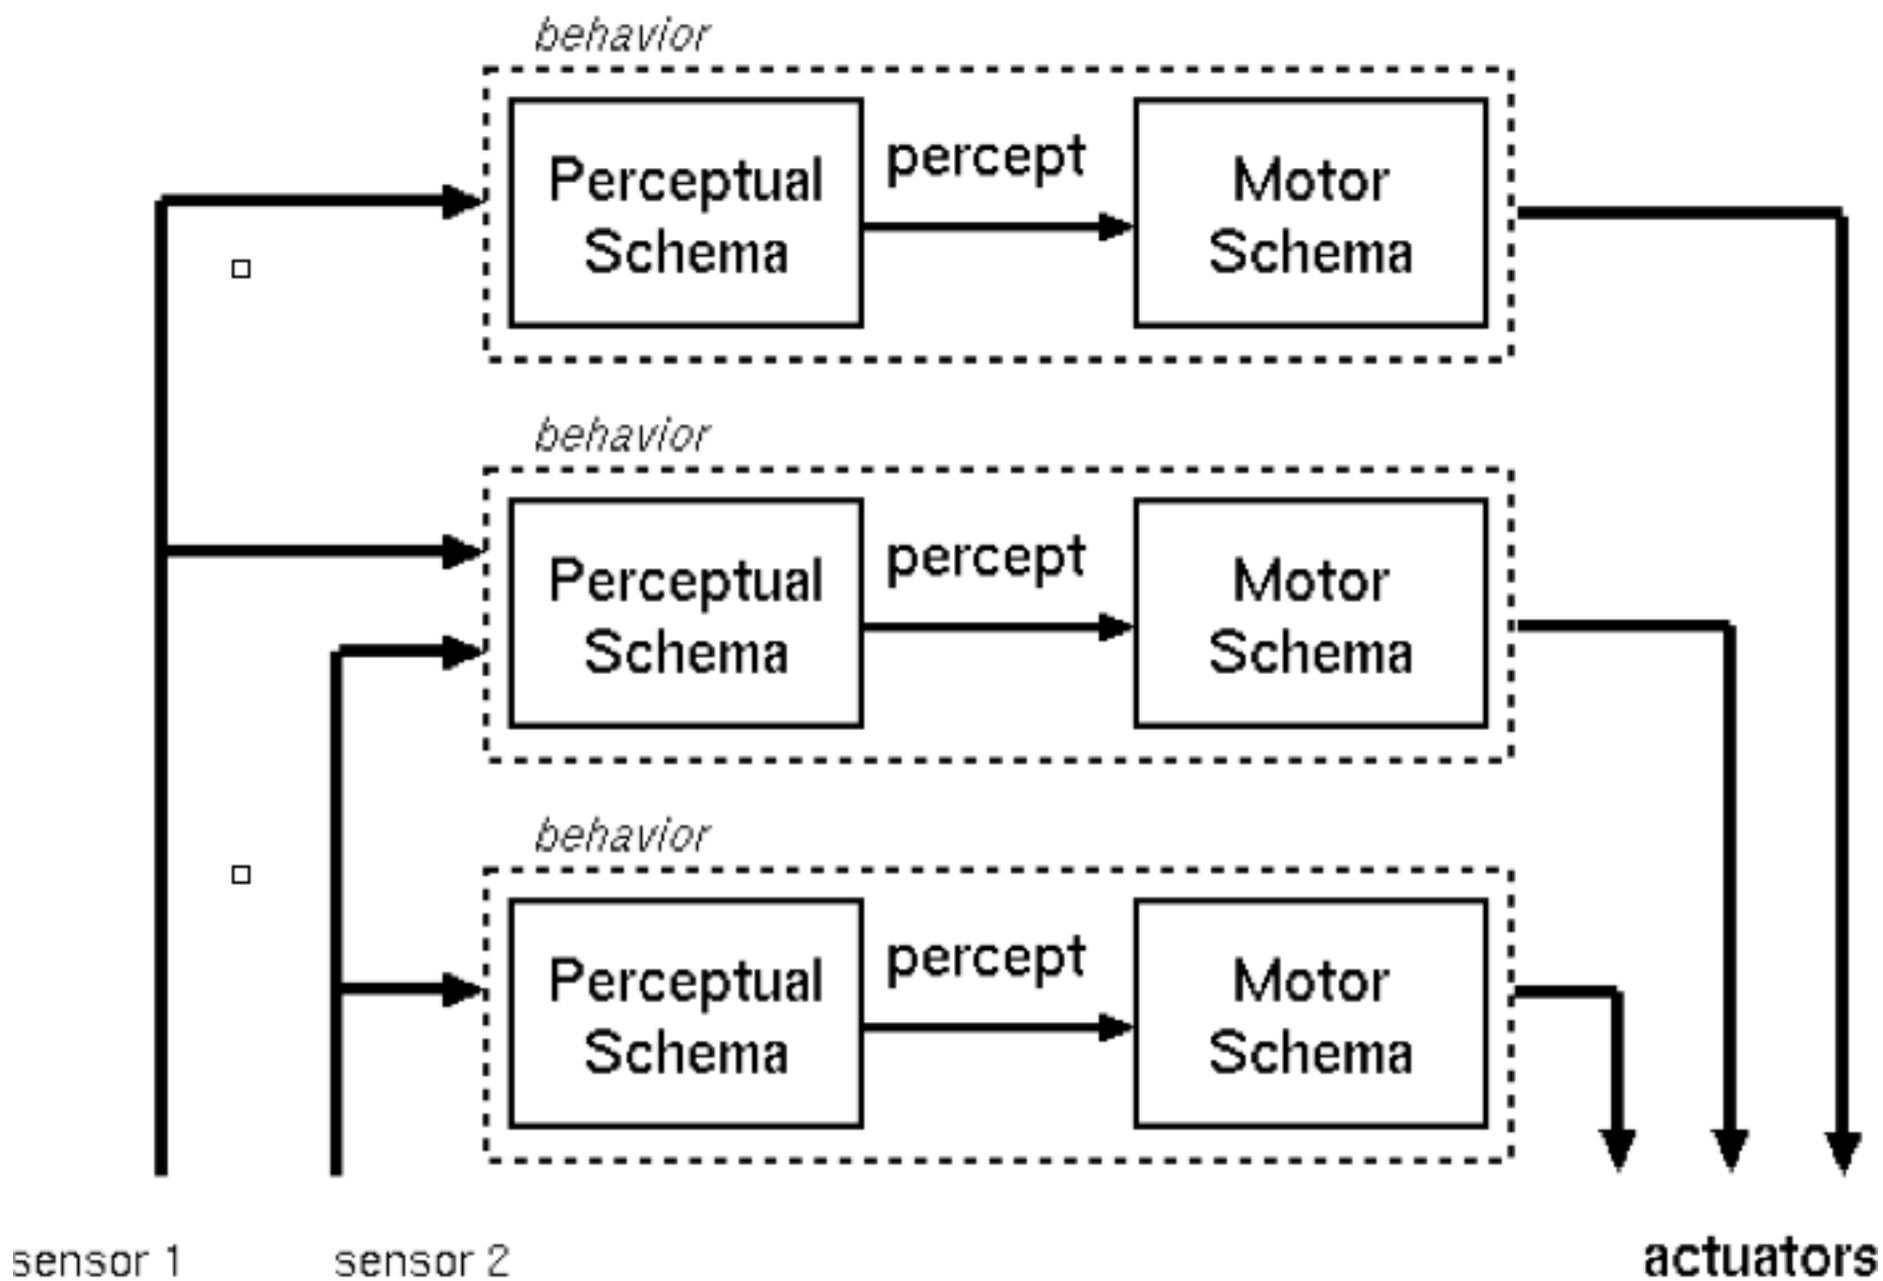 behavior
Perceptual
Schema
percept
Motor
Schema
behavior
Perceptual
Schema
percept
Motor
Schema
behavior
Perceptual
Schema
percept
Motor
Schema
sensor 1
sensor 2
actuators